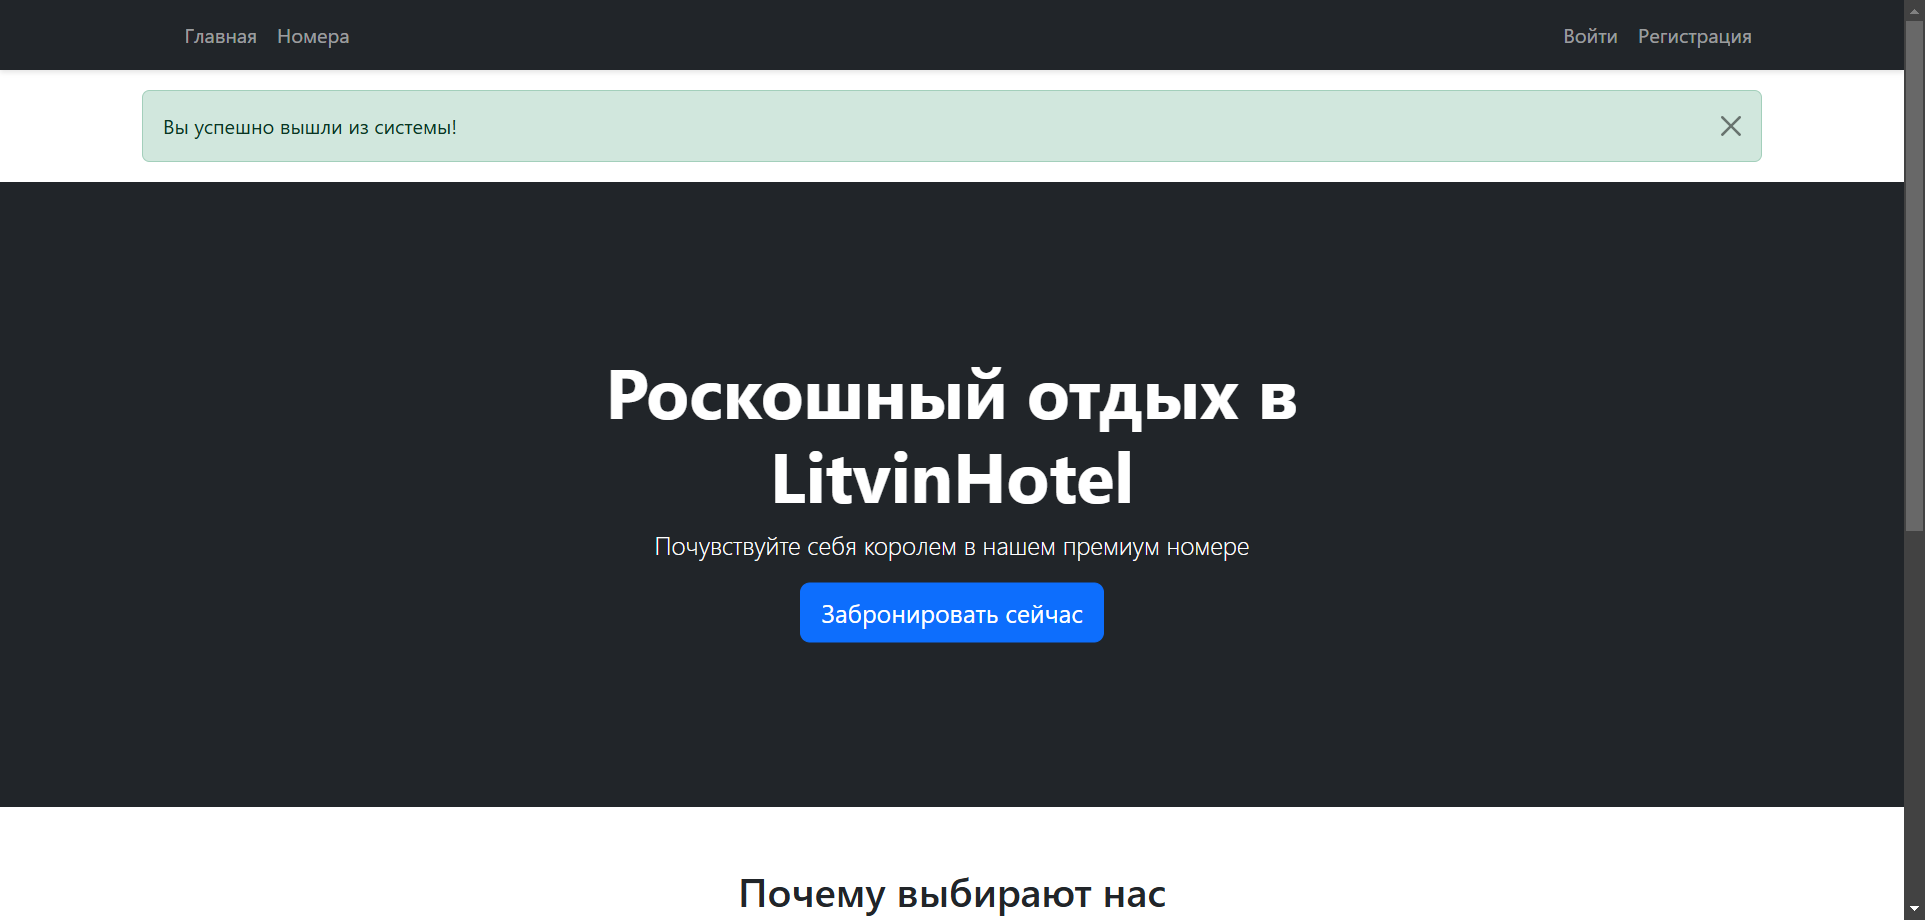 Главная Номера Войти Регистрация
Вы успешно вышли из системы!
Роскошный отдых в
LitvinHotel
Почувствуйте себя королем в нашем премиум номере
Забронировать сейчас
Почему выбирают нас